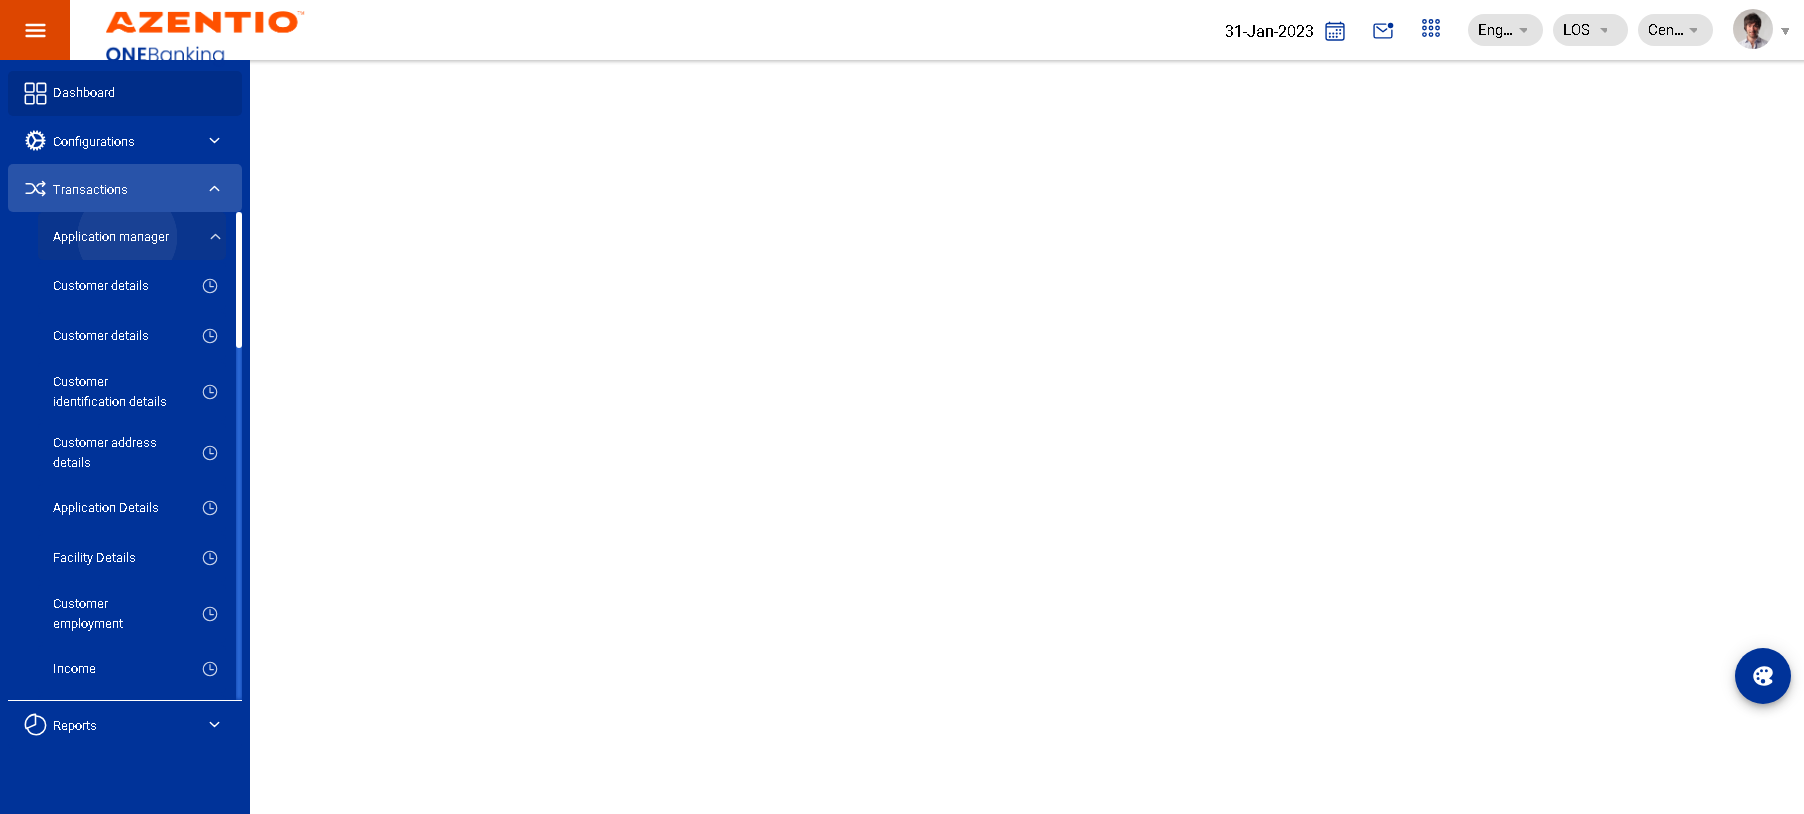 AZENTIO™
ONEBanking
31-Jan-2023
Eng...
LOS
Cen...
Dashboard
Configurations
Transactions
Application manager
Customer details
Customer details
Customer
identification details
Customer address
details
Application Details
Facility Details
Customer
employment
Income
Reports